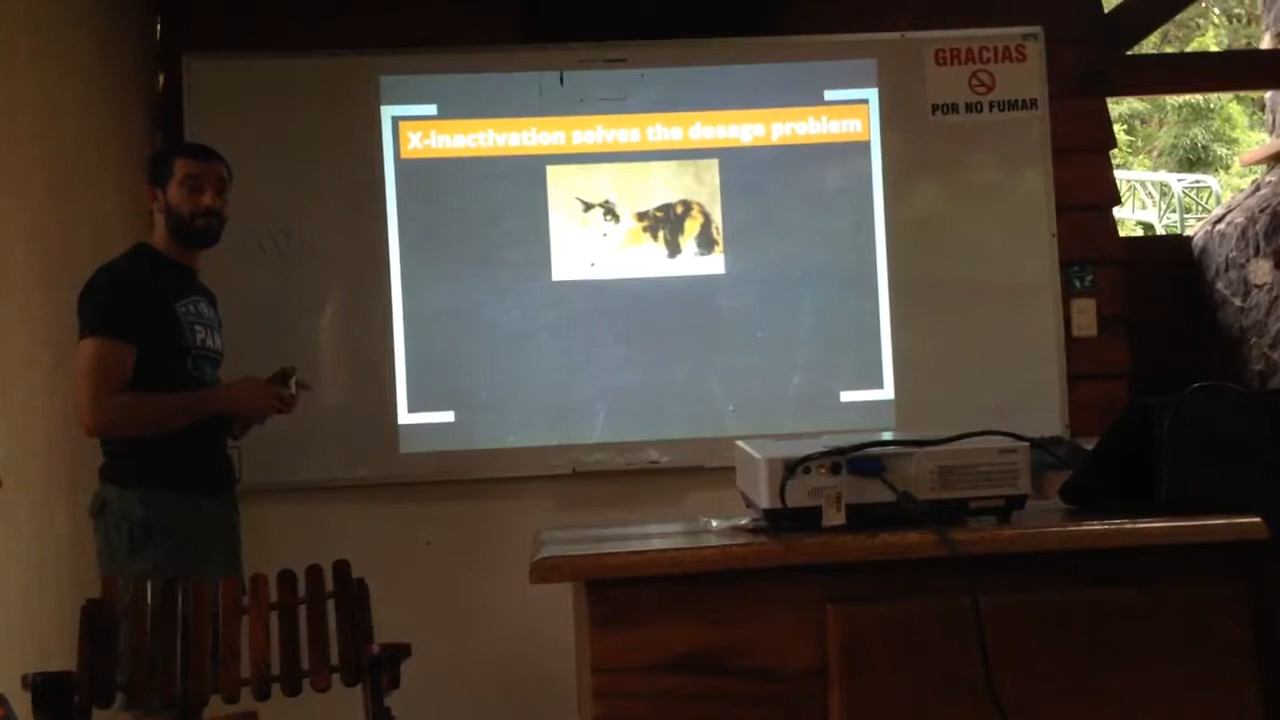 X-inactivation solves the dosage problem
GRACIAS
POR NO FUMAR